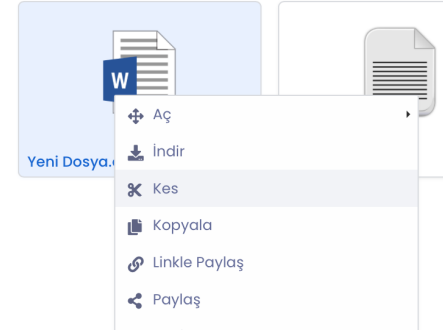 W
Yeni Dosya.
Aç
İndir
Kes
Kopyala
Linkle Paylaş
Paylaş